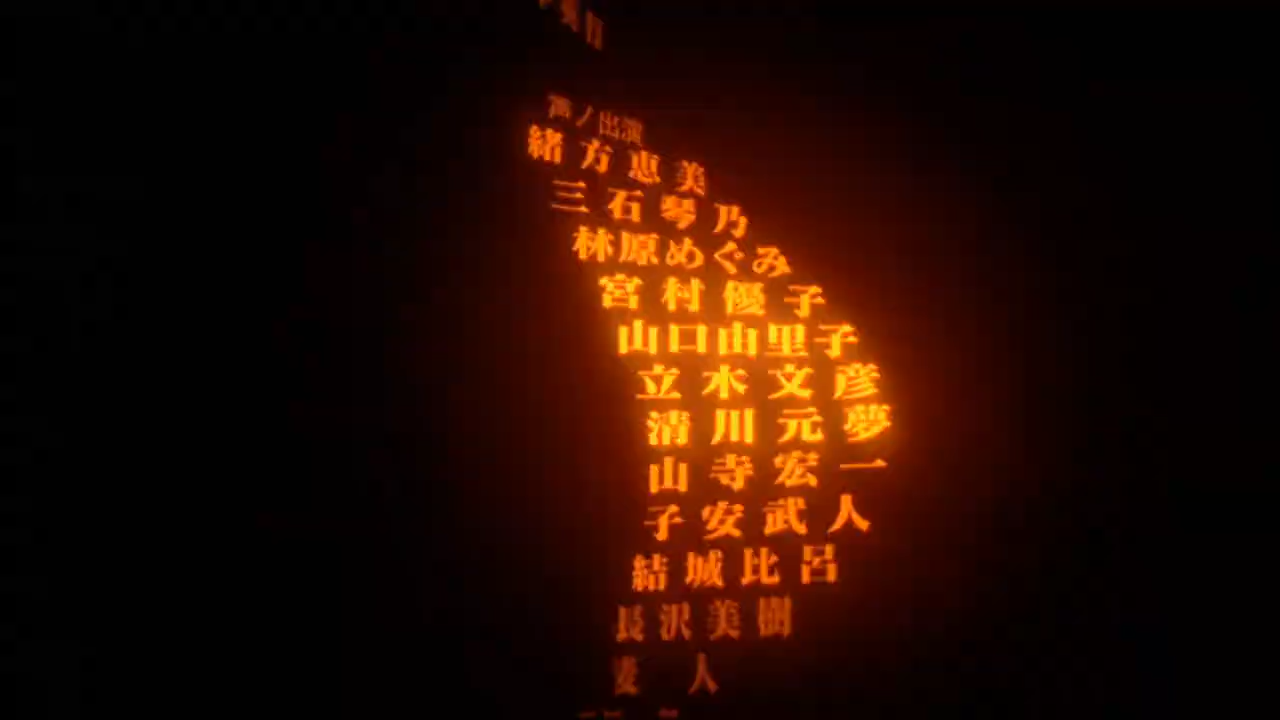 声ノ出演
緒方恵美
三石琴乃
林原めぐみ
宮村優子
山口由里子
立木文彦
清川元夢
山寺宏一
子安武人
結城比呂
長沢美樹
麦人